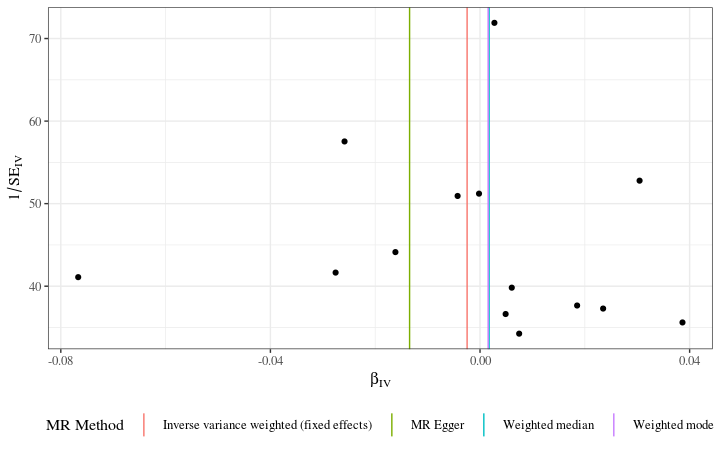 70
60
50
40
1/SE_IV
-0.08
-0.04
0.00
0.04
β_IV
MR Method
Inverse variance weighted (fixed effects)
MR Egger
Weighted median
Weighted mode